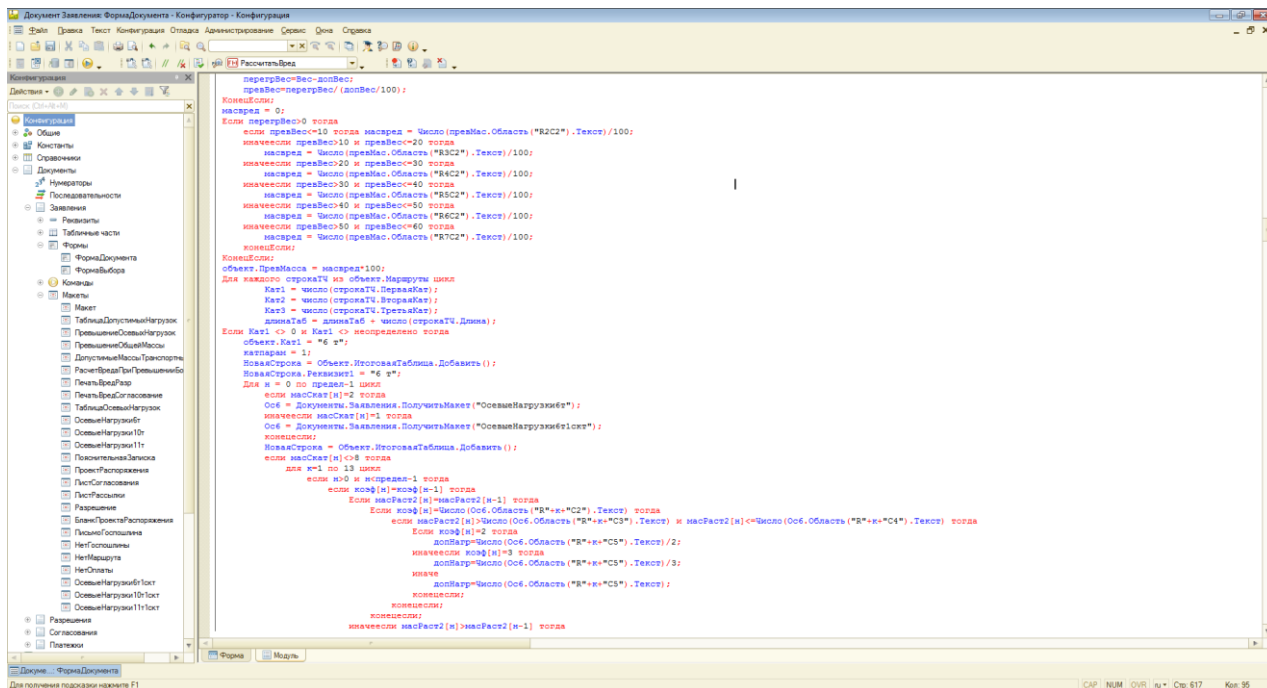 Документ Заявления: ФормаДокумента - Конфигуратор - Конфигурация
Файл Правка Текст Конфигурация Отладка Администрирование Сервис Окна Справка
РассчитатьВред
Конфигурация
Действия
Поиск (Ctrl+Alt+M)
Конфигурация
Общие
Константы
Справочники
Документы
Нумераторы
Последовательности
Заявления
Реквизиты
Табличные части
Формы
ФормаДокумента
ФормаВыбора
Команды
Макеты
Макет
ТаблицаДопустимыхНагрузок
ПревышениеОсевыхНагрузок
ПревышениеОбщейМассы
ДопустимыеМассыТранспортнь
РасчетВредаПриПревышенииБо
ПечатьВредРазр
ПечатьВредСогласование
ТаблицаОсевыхНагрузок
ОсевыеНагрузки6т
ОсевыеНагрузки10т
ОсевыеНагрузки11т
ПояснительнаяЗаписка
ПроектРаспоряжения
ЛистСогласования
ЛистРассылки
Разрешение
БланкПроектаРаспоряжения
ПисьмоГоспошлина
НетГоспошлины
НетМаршрута
НетОплаты
ОсевыеНагрузки6т1скт
ОсевыеНагрузки10т1скт
ОсевыеНагрузки11т1скт
Разрешения
Согласования
Платежки
перегрВес=Вес-допВес;
превВес=перегрВес/(допВес/100);
КонецЕсли;
масвред = 0;
Если перегрВес>0 тогда
если превВес<=10 тогда масвред = Число(превМас.Область("R2C2").Текст)/100;
иначеесли превВес>10 и превВес<=20 тогда
масвред = Число(превМас.Область("R3C2").Текст)/100;
иначеесли превВес>20 и превВес<=30 тогда
масвред = Число(превМас.Область("R4C2").Текст)/100;
иначеесли превВес>30 и превВес<=40 тогда
масвред = Число(превМас.Область("R5C2").Текст)/100;
иначеесли превВес>40 и превВес<=50 тогда
масвред = Число(превМас.Область("R6C2").Текст)/100;
иначеесли превВес>50 и превВес<=60 тогда
масвред = Число(превМас.Область("R7C2").Текст)/100;
конецЕсли;
КонецЕсли;
объект.ПревМасса = масвред*100;
Для каждого строкаТЧ из объект.Маршруты цикл
Кат1 = число(строкаТЧ.ПерваяКат);
Кат2 = число(строкаТЧ.ВтораяКат);
Кат3 = число(строкаТЧ.ТретьяКат);
длинаТаб = длинаТаб + число(строкаТЧ.Длина);
Если Кат1 <> 0 и Кат1 <> неопределено тогда
объект.Кат1 = "6 т";
катпарам = 1;
НоваяСтрока = Объект.ИтоговаяТаблица.Добавить();
НоваяСтрока.Реквизит1 = "6 т";
Для н = 0 по предел-1 цикл
если масСкат[н]=2 тогда
Ос6 = Документы.Заявления.ПолучитьМакет("ОсевыеНагрузки6т");
иначеесли масСкат[н]=1 тогда
Ос6 = Документы.Заявления.ПолучитьМакет("ОсевыеНагрузки6т1скт");
конецесли;
НоваяСтрока = Объект.ИтоговаяТаблица.Добавить();
если масСкат[н]<>8 тогда
для к=1 по 13 цикл
если н>0 и н<предел-1 тогда
если коэф[н]=коэф[н-1] тогда
Если масРаст2[н]=масРаст2[н-1] тогда
Если коэф[н]=Число(Ос6.Область("R"+к+"C2").Текст) тогда
если масРаст2[н]>Число(Ос6.Область("R"+к+"C3").Текст) и масРаст2[н]<=Число(Ос6.Область("R"+к+"C4").Текст) тогда
Если коэф[н]=2 тогда
допНагр=Число(Ос6.Область("R"+к+"C5").Текст)/2;
иначеесли коэф[н]=3 тогда
допНагр=Число(Ос6.Область("R"+к+"C5").Текст)/3;
иначе
допНагр=Число(Ос6.Область("R"+к+"C5").Текст);
конецесли;
конецесли;
конецесли;
иначеесли масРаст2[н]>масРаст2[н-1] тогда
Форма Модуль
Докуме...: ФормаДокумента
Для получения подсказки нажмите F1
CAP NUM OVR ru Стр: 617 Кол: 95